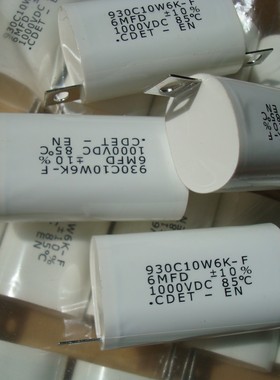 930C10W6K-F
6MFD ±10%
1000VDC 85℃
.CDET - EN
930C10W6K-F
6MFD ±10%
1000VDC 85℃
.CDET - EN
930C10W6K-F
6MFD ±10%
1000VDC 85℃
.CDET - EN